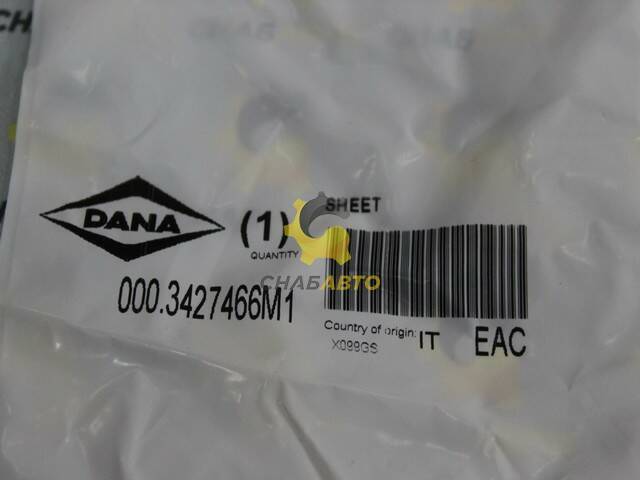 DANA
(1)
QUANTITY
000.3427466M1
SHEET
Country of origin: IT EAC
X099GS
СНАБАВТО